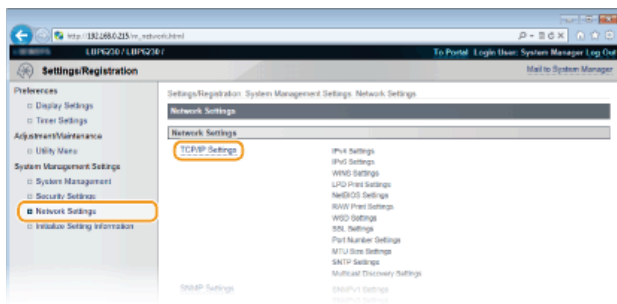 http://192.168.0.215/m_network.html
LBP6230 / LBP6230 /
To Portal Login User: System Manager Log Out
Settings/Registration
Mail to System Manager
Preferences
Display Settings
Timer Settings
Adjustment/Maintenance
Utility Menu
System Management Settings
System Management
Security Settings
Network Settings
Initialize Setting Information
Settings/Registration: System Management Settings: Network Settings
Network Settings
Network Settings
TCP/IP Settings
IPv4 Settings
IPv6 Settings
WINS Settings
LPD Print Settings
NetBIOS Settings
RAW Print Settings
WSD Settings
SSL Settings
Port Number Settings
MTU Size Settings
SNTP Settings
Multicast Discovery Settings
SNMP Settings
SNMPv1 Settings